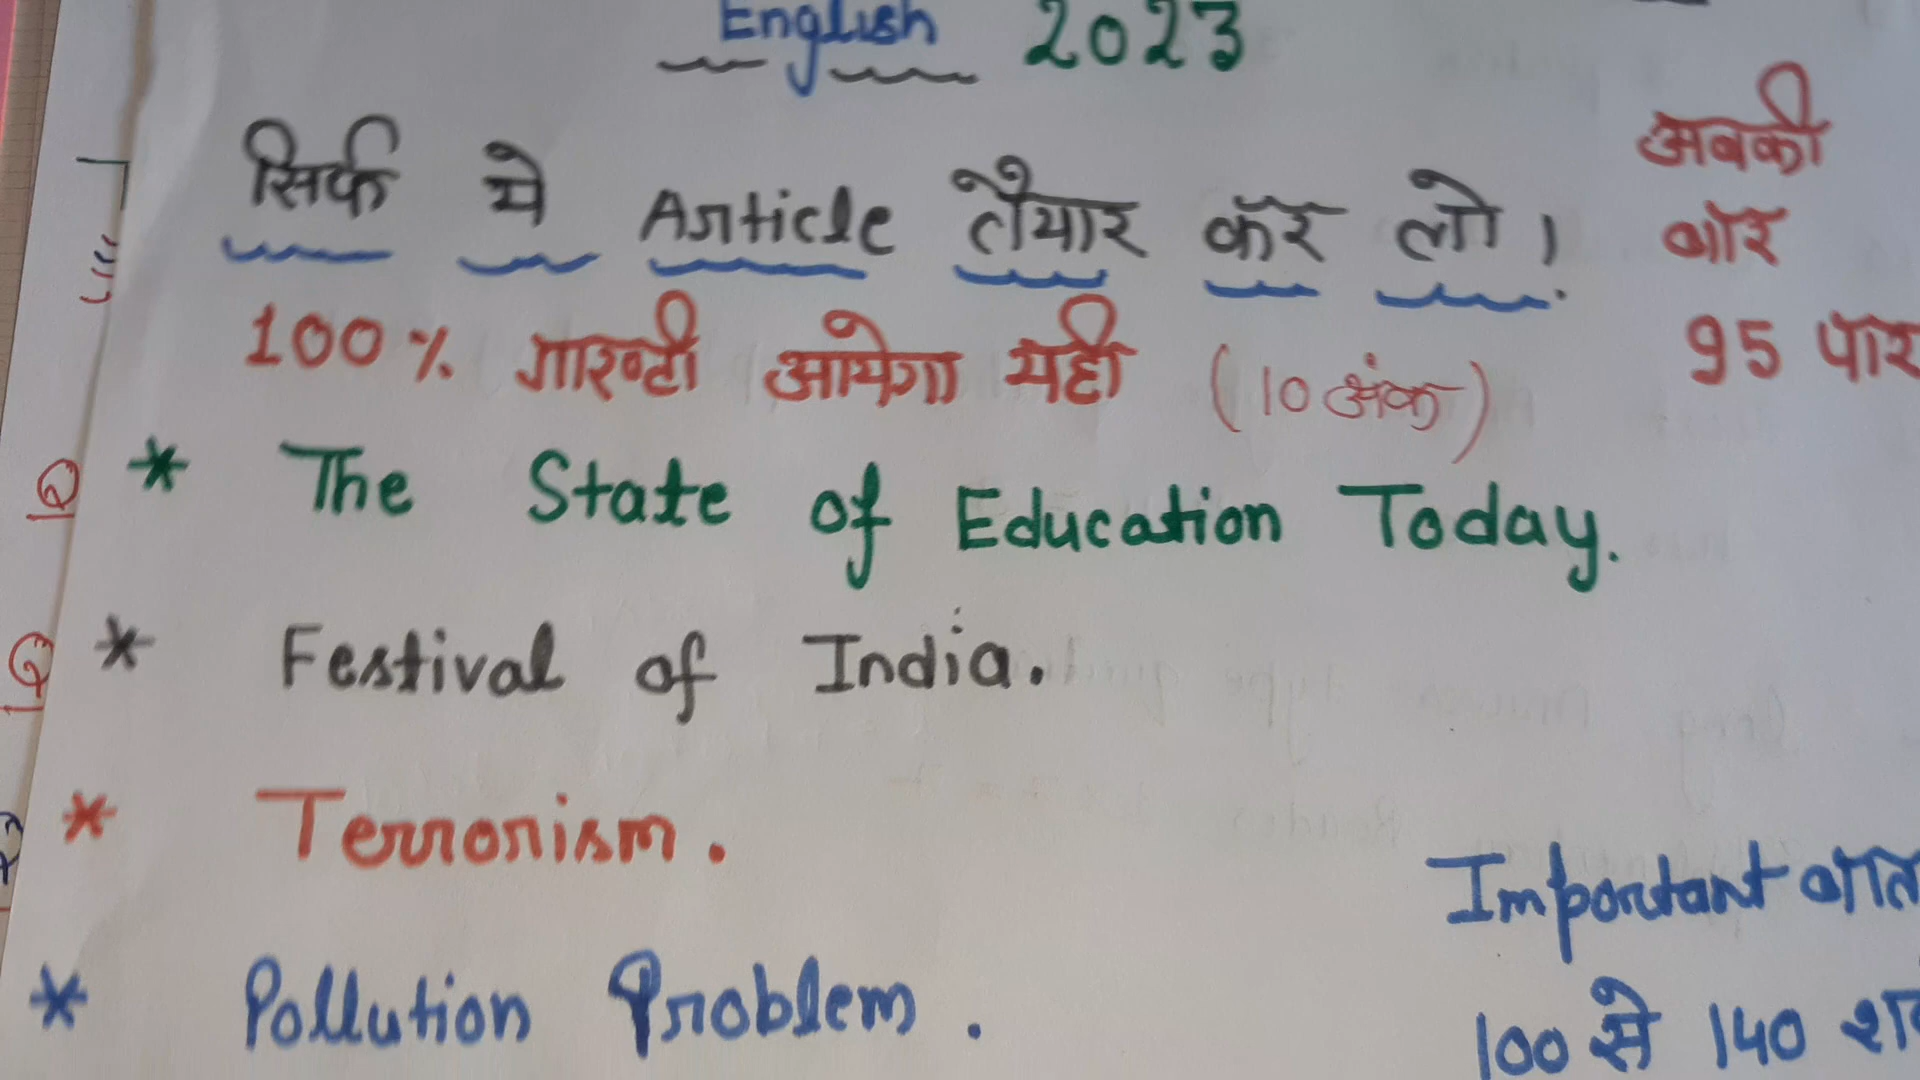 English 2023
सिर्फ ये Article तैयार कर लो।
अबकी
बार
95 पार
100% गारण्टी आयेगा यही (10 अंक)
* The State of Education Today.
* Festival of India.
* Terrorism.
* Pollution Problem.
Important बात
100 से 140